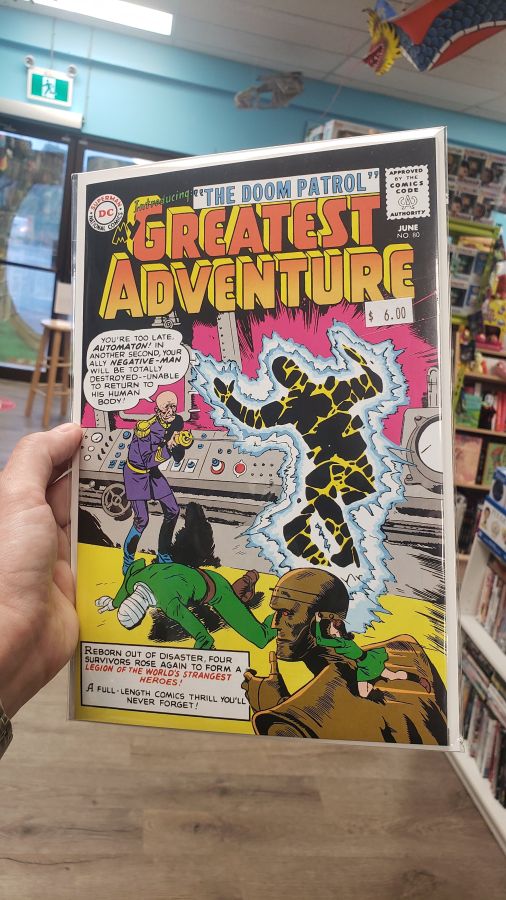 Introducing:
"THE DOOM PATROL"
MY
GREATEST
ADVENTURE
SUPERMAN
DC
NATIONAL COMICS
APPROVED
BY THE
COMICS
CODE
AUTHORITY
JUNE
NO. 80
$ 6.00
YOU'RE TOO LATE,
AUTOMATON! IN
ANOTHER SECOND, YOUR
ALLY NEGATIVE-MAN
WILL BE TOTALLY
DESTROYED--UNABLE
TO RETURN TO
HIS HUMAN
BODY!
REBORN OUT OF DISASTER, FOUR
SURVIVORS ROSE AGAIN TO FORM A
LEGION OF THE WORLD'S STRANGEST
HEROES!
A FULL-LENGTH COMICS THRILL YOU'LL
NEVER FORGET!